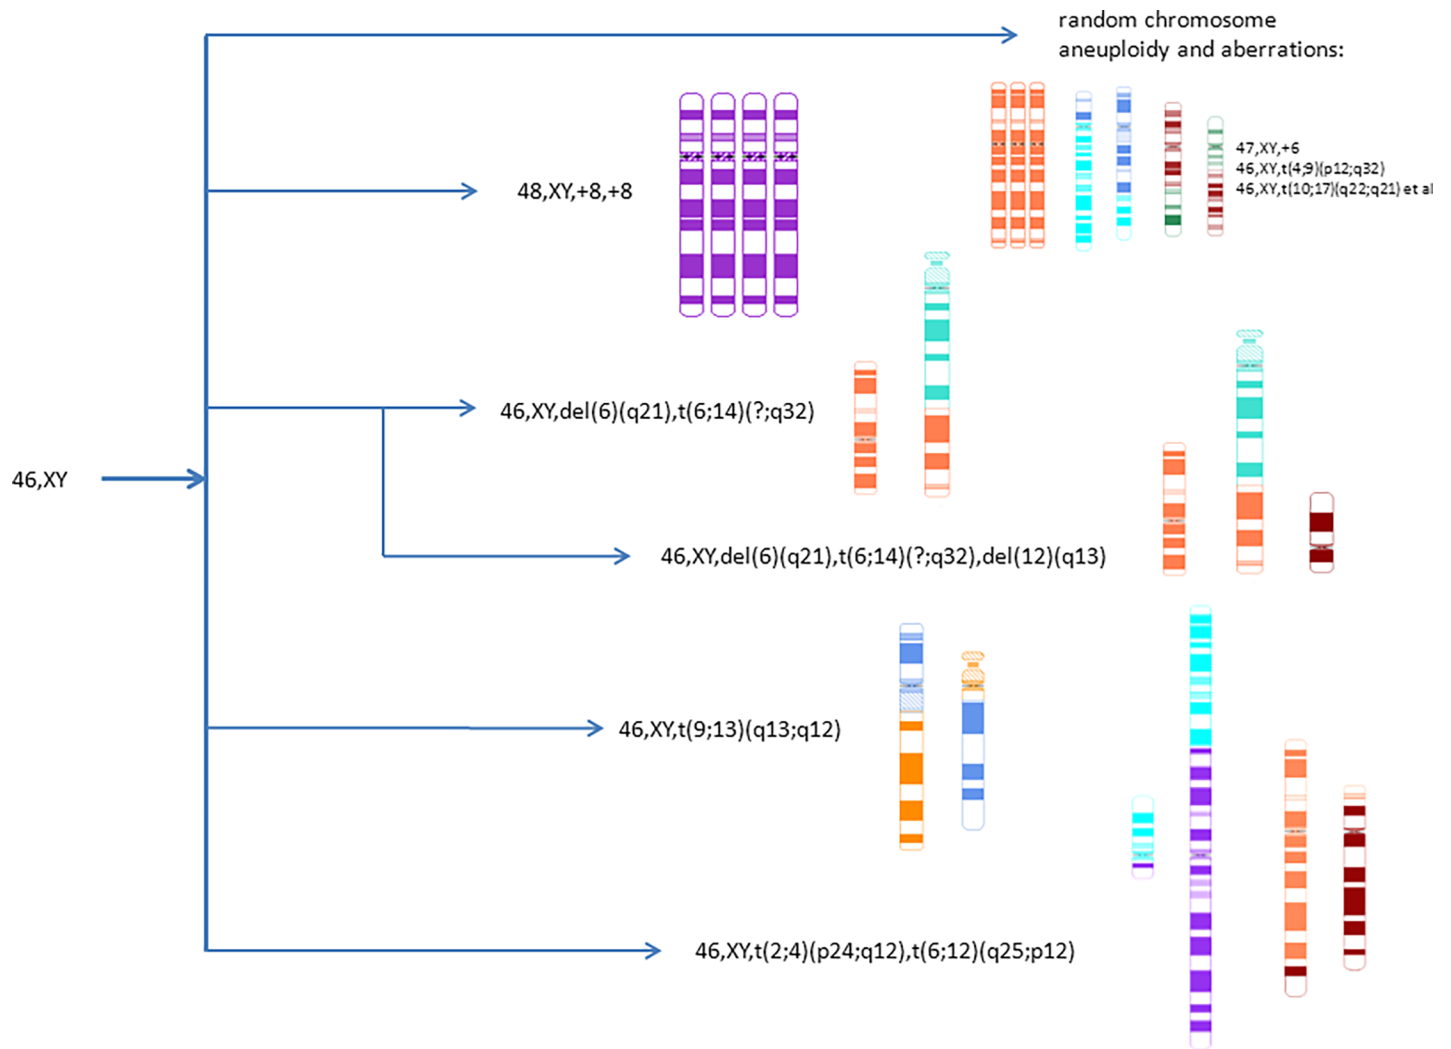 random chromosome
aneuploidy and aberrations:
47,XY,+6
46,XY,t(4;9)(p12;q32)
46,XY,t(10;17)(q22;q21) et al
48,XY,+8,+8
46,XY,del(6)(q21),t(6;14)(?;q32)
46,XY
46,XY,del(6)(q21),t(6;14)(?;q32),del(12)(q13)
46,XY,t(9;13)(q13;q12)
46,XY,t(2;4)(p24;q12),t(6;12)(q25;p12)